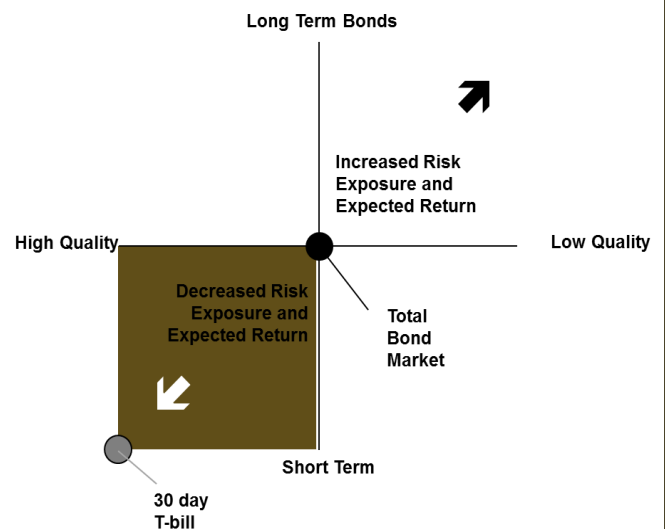 Long Term Bonds
Increased Risk
Exposure and
Expected Return
High Quality
Low Quality
Decreased Risk
Exposure and
Expected Return
Total
Bond
Market
Short Term
30 day
T-bill